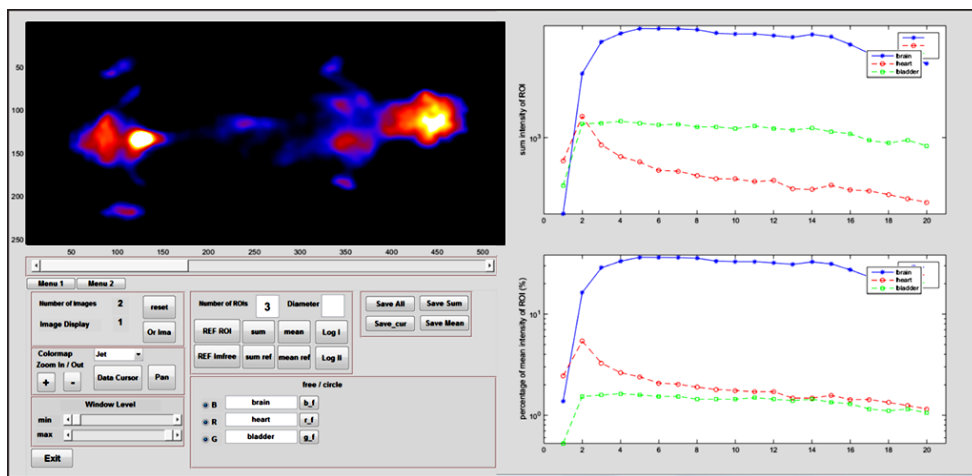 50
100
150
200
250
50 100 150 200 250 300 350 400 450 500
Menu 1 Menu 2
Number of Images 2 reset
Image Display 1 Or Ima
Colormap Jet
Zoom In / Out
+ - Data Cursor Pan
Window Level
min
max
Exit
Number of ROIs 3 Diameter
REF ROI sum mean Log I
REF Imfree sum ref mean ref Log II
Save All Save Sum
Save_cur Save Mean
free / circle
B brain b_f
R heart r_f
G bladder g_f
sum intensity of ROI
10³
brain
heart
bladder
0 2 4 6 8 10 12 14 16 18 20
percentage of mean intensity of ROI (%)
10¹
10⁰
brain
heart
bladder
0 2 4 6 8 10 12 14 16 18 20